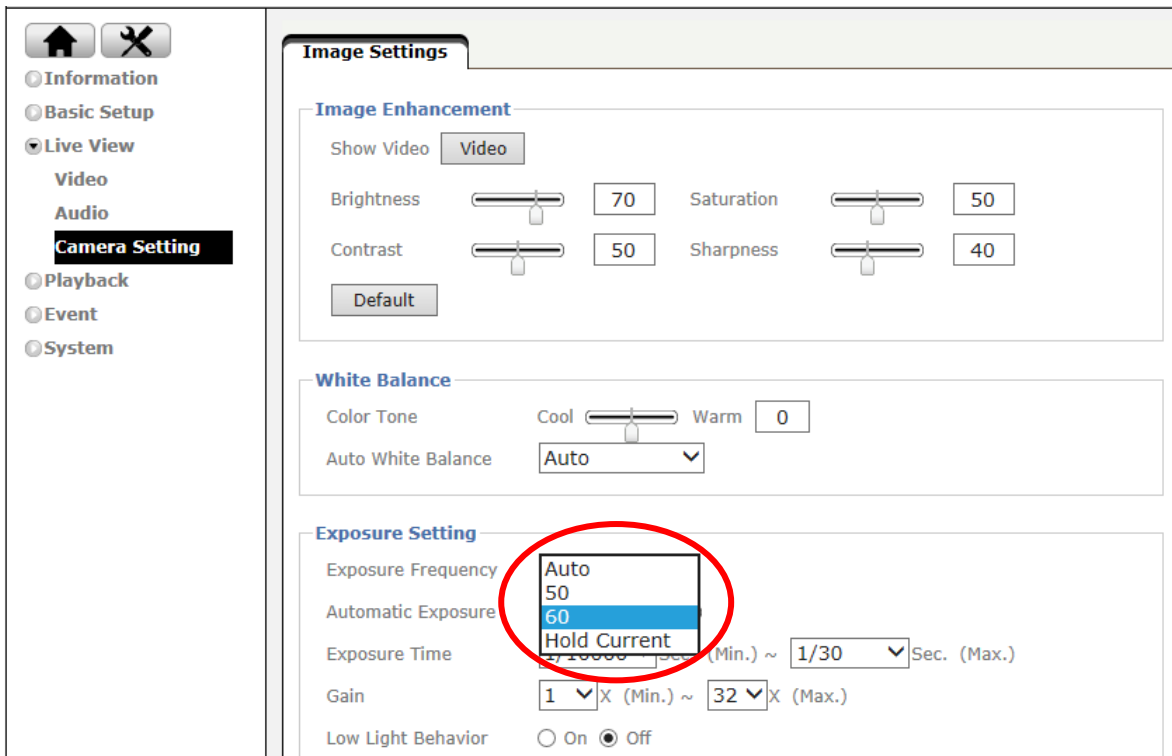 Information
Basic Setup
Live View
Video
Audio
Camera Setting
Playback
Event
System
Image Settings
Image Enhancement
Show Video Video
Brightness 70 Saturation 50
Contrast 50 Sharpness 40
Default
White Balance
Color Tone Cool Warm 0
Auto White Balance Auto
Exposure Setting
Exposure Frequency Auto
50
Automatic Exposure 60
Hold Current
Exposure Time (Min.) ~ 1/30 Sec. (Max.)
Gain 1 X (Min.) ~ 32 X (Max.)
Low Light Behavior On Off